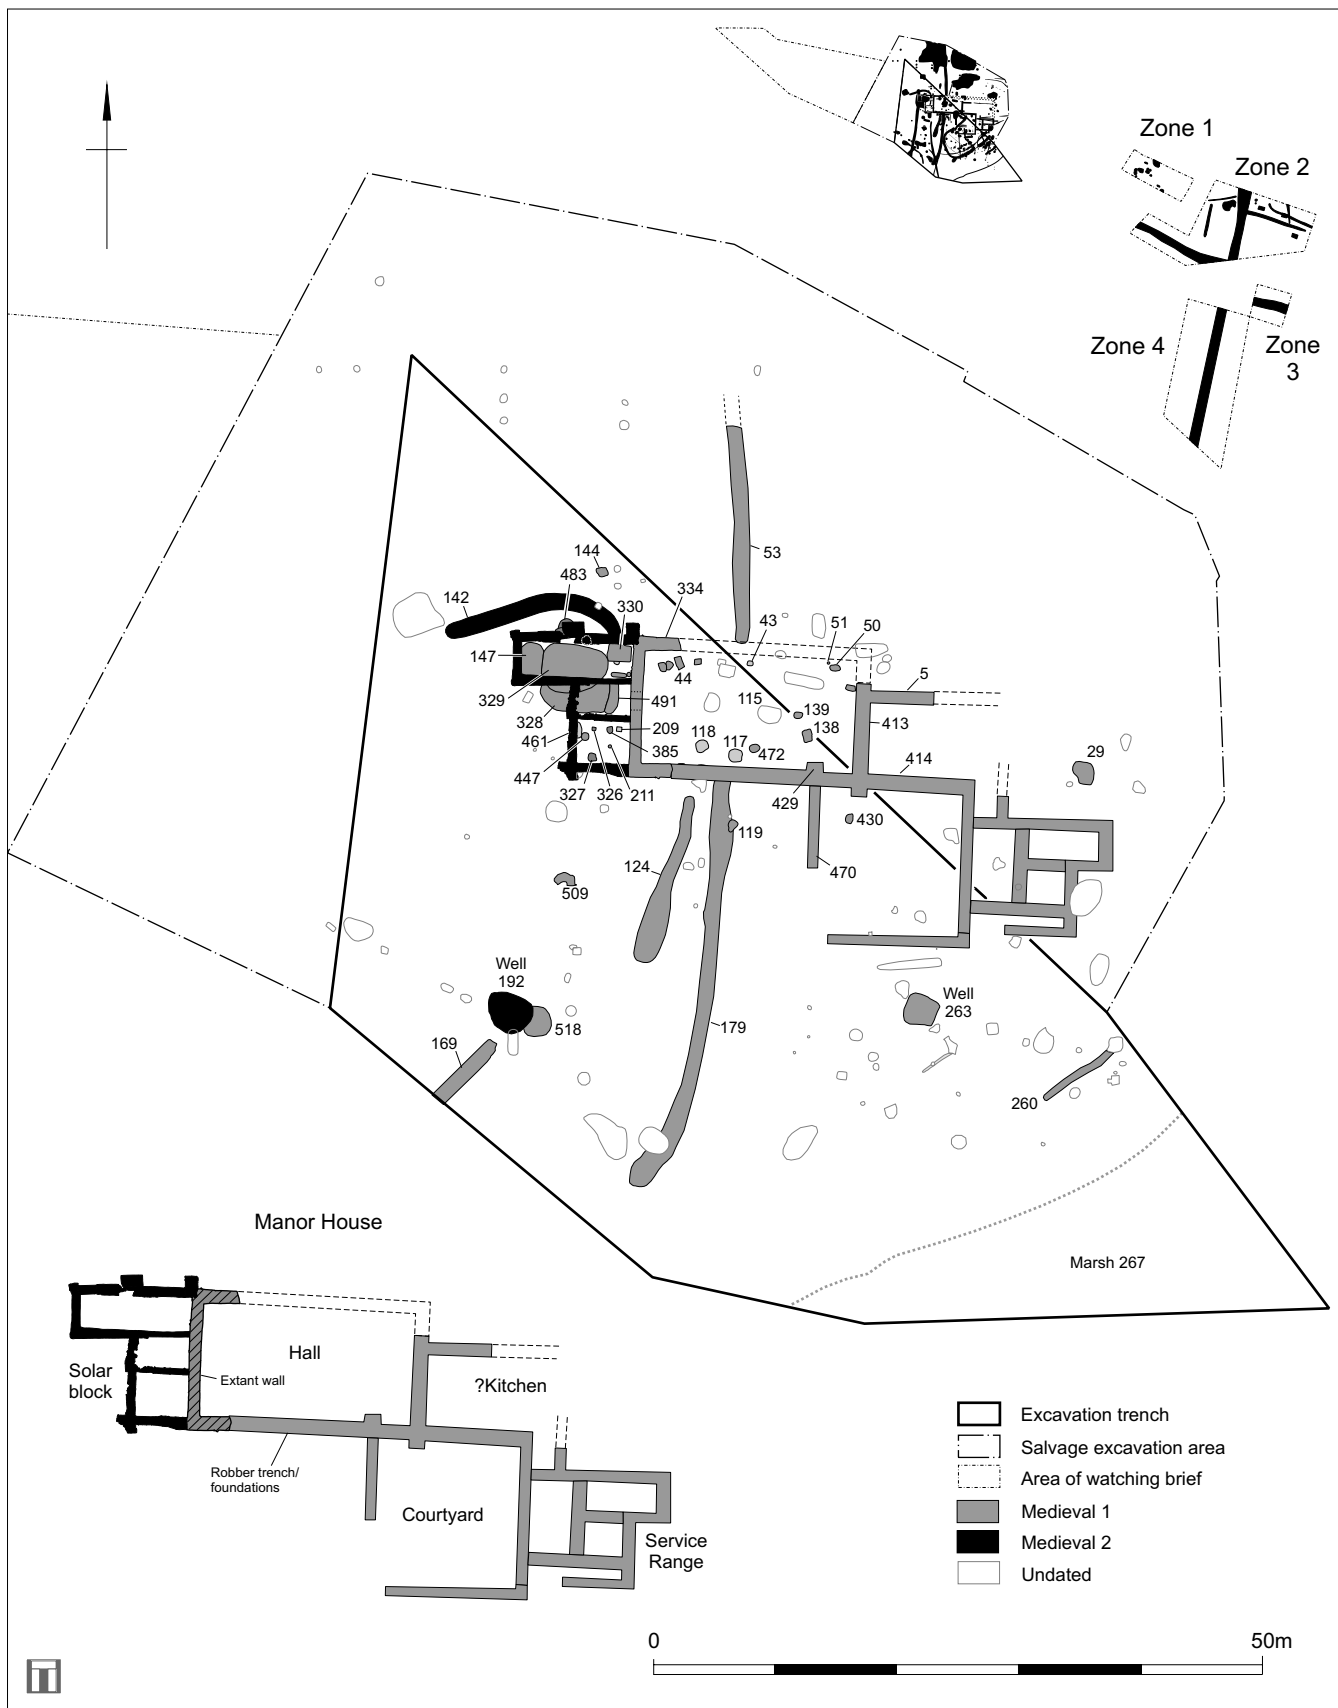 Zone 1
Zone 2
Zone 4
Zone
3
53
144
483
334
142
330
43
51
50
147
44
5
329
491
115
139
328
209
118
138
413
461
385
117
472
414
29
447
327
326
211
429
119
430
124
470
509
Well
192
Well
263
518
179
169
260
Manor House
Marsh 267
Hall
Solar
block
Extant wall
?Kitchen
Robber trench/
foundations
Courtyard
Service
Range
Excavation trench
Salvage excavation area
Area of watching brief
Medieval 1
Medieval 2
Undated
0
50m